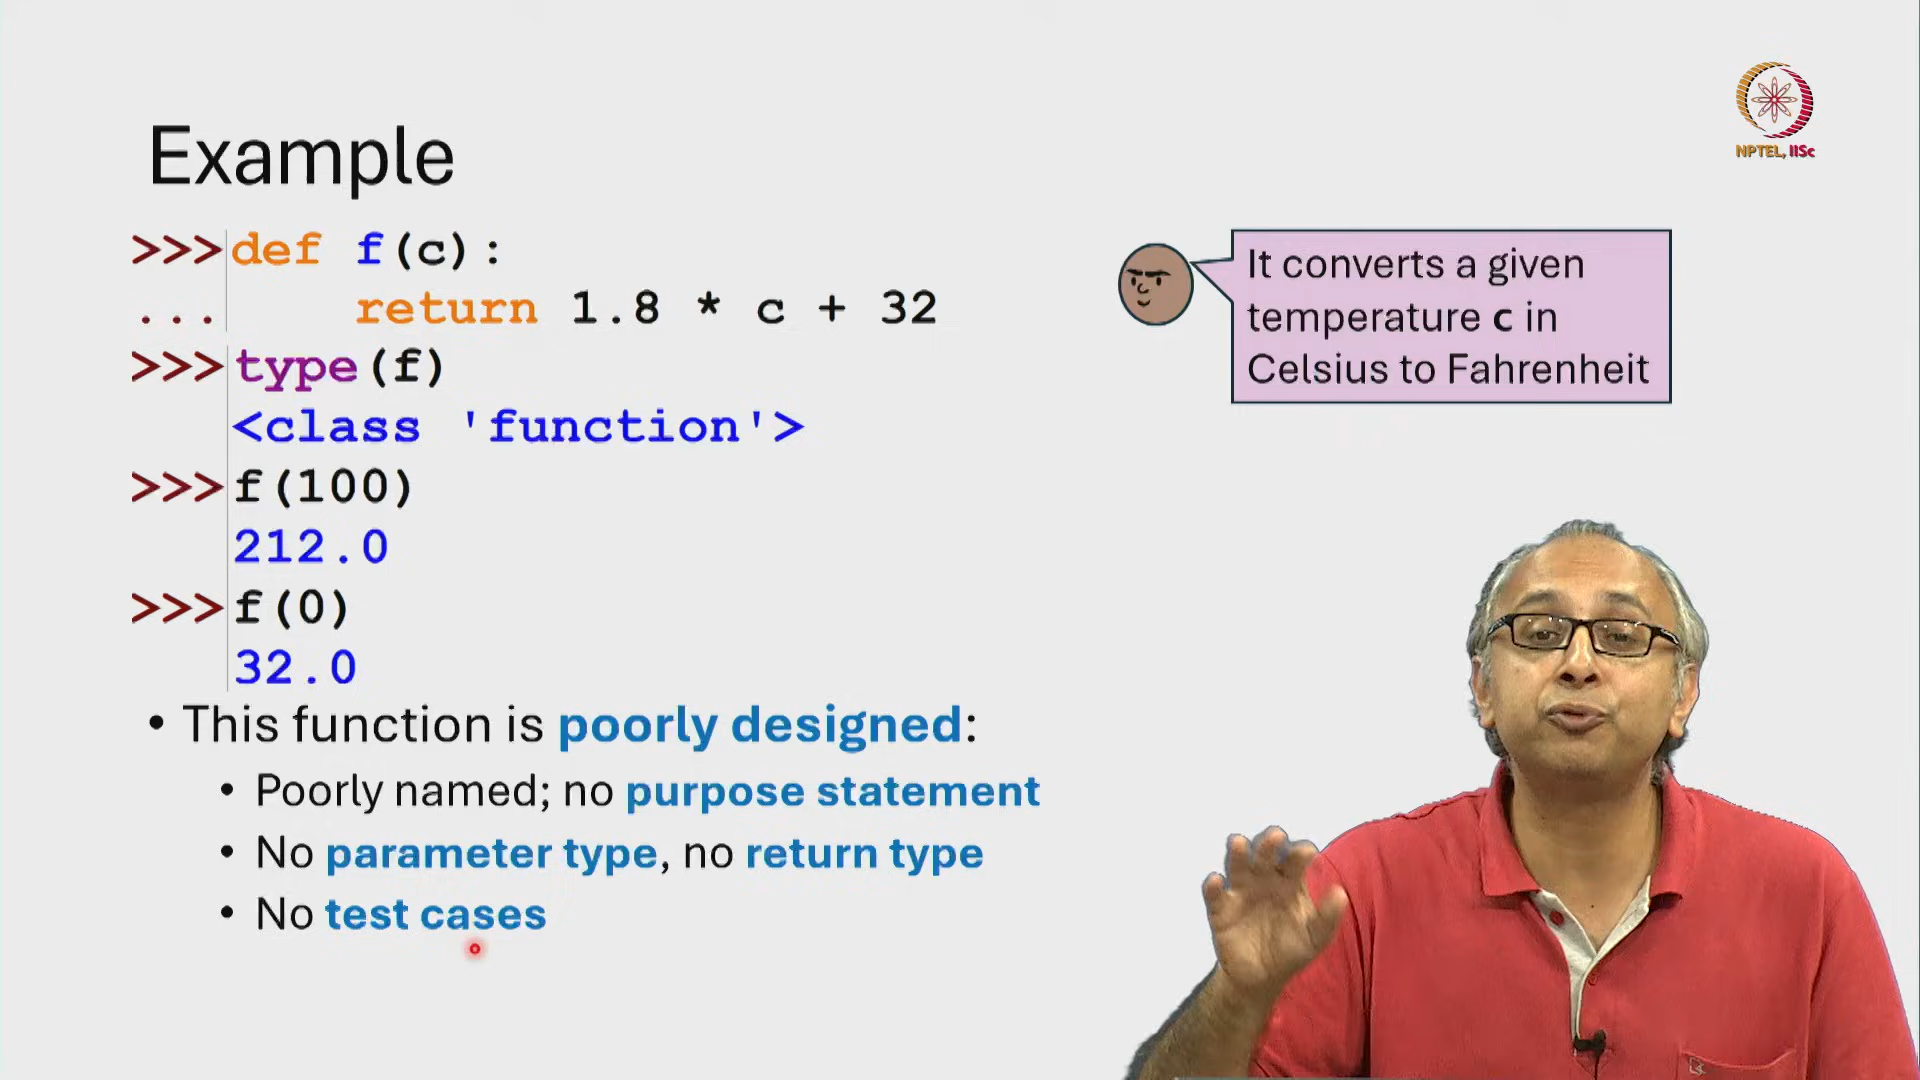 NPTEL, IISc
Example
>>> def f(c):
... return 1.8 * c + 32
>>> type(f)
<class 'function'>
>>> f(100)
212.0
>>> f(0)
32.0
It converts a given
temperature c in
Celsius to Fahrenheit
• This function is poorly designed:
• Poorly named; no purpose statement
• No parameter type, no return type
• No test cases